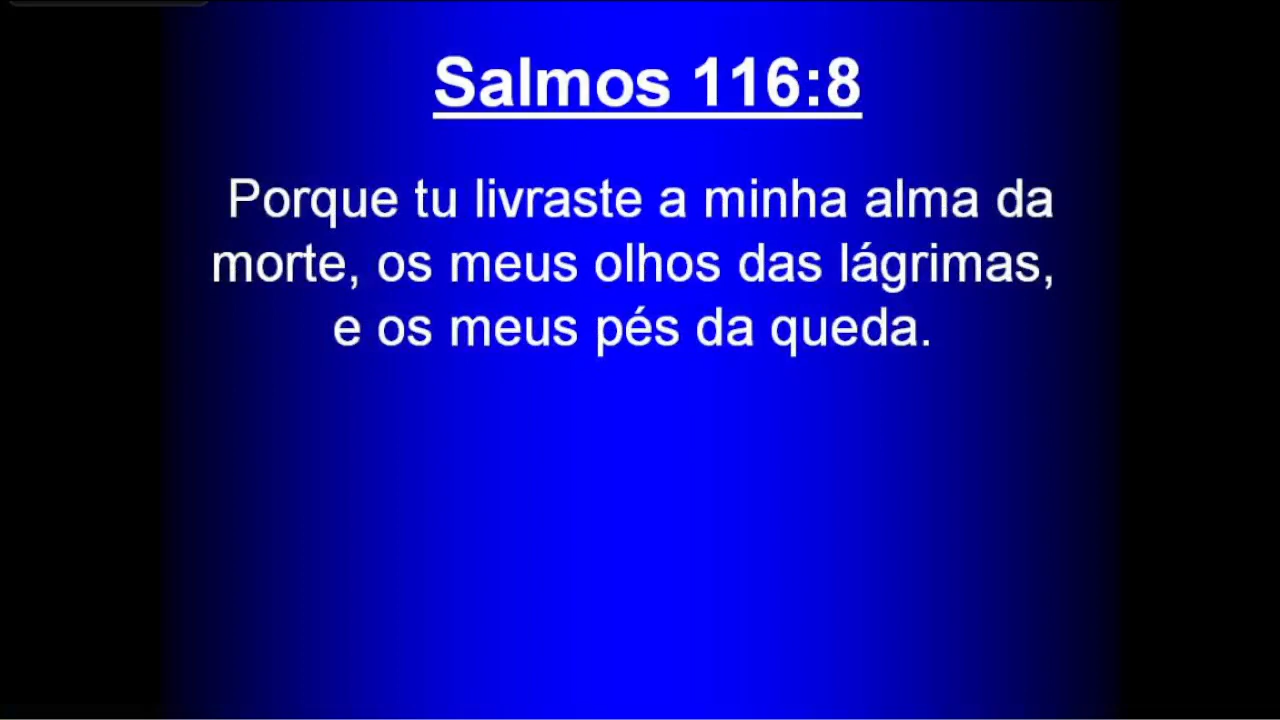 Salmos 116:8
Porque tu livraste a minha alma da
morte, os meus olhos das lágrimas,
e os meus pés da queda.